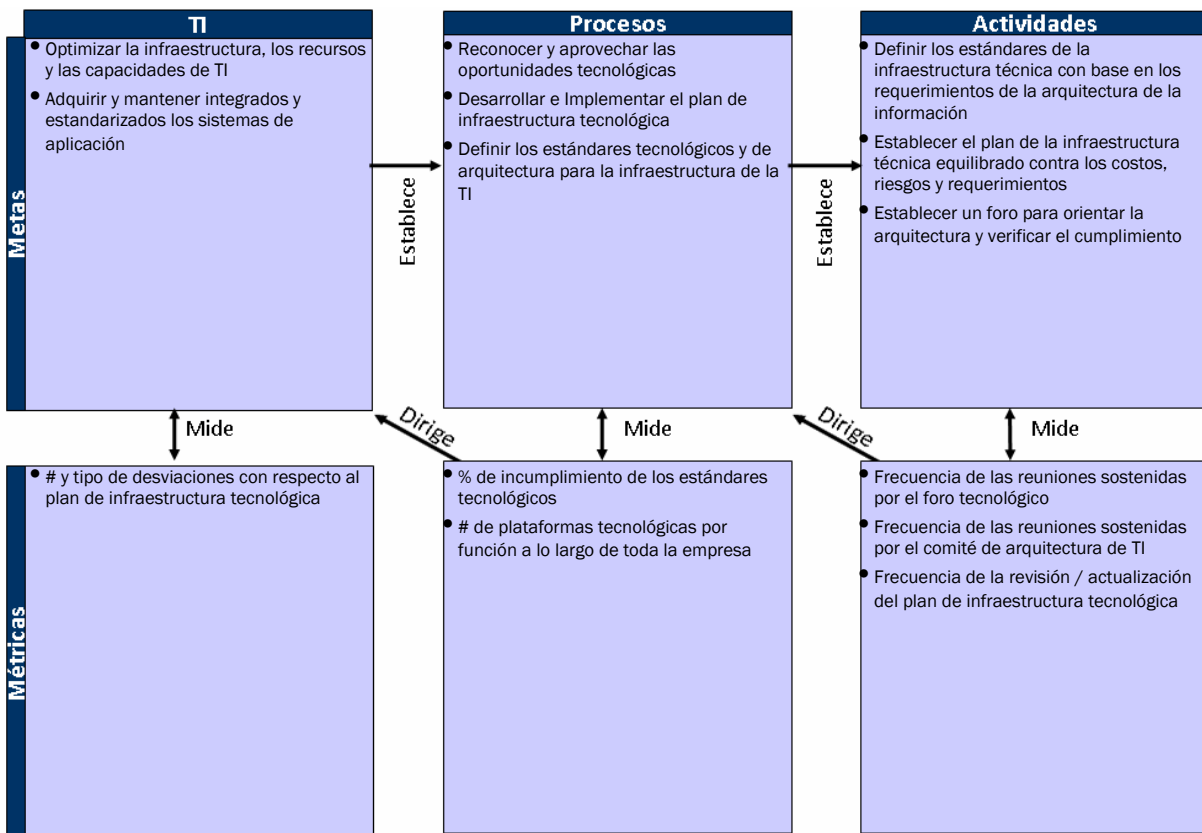 TI
Procesos
Actividades
Metas
• Optimizar la infraestructura, los recursos
y las capacidades de TI
• Adquirir y mantener integrados y
estandarizados los sistemas de
aplicación
Establece
• Reconocer y aprovechar las
oportunidades tecnológicas
• Desarrollar e Implementar el plan de
infraestructura tecnológica
• Definir los estándares tecnológicos y de
arquitectura para la infraestructura de la
TI
Establece
• Definir los estándares de la
infraestructura técnica con base en los
requerimientos de la arquitectura de la
información
• Establecer el plan de la infraestructura
técnica equilibrado contra los costos,
riesgos y requerimientos
• Establecer un foro para orientar la
arquitectura y verificar el cumplimiento
Mide
Dirige
Mide
Dirige
Mide
Métricas
• # y tipo de desviaciones con respecto al
plan de infraestructura tecnológica
• % de incumplimiento de los estándares
tecnológicos
• # de plataformas tecnológicas por
función a lo largo de toda la empresa
• Frecuencia de las reuniones sostenidas
por el foro tecnológico
• Frecuencia de las reuniones sostenidas
por el comité de arquitectura de TI
• Frecuencia de la revisión / actualización
del plan de infraestructura tecnológica